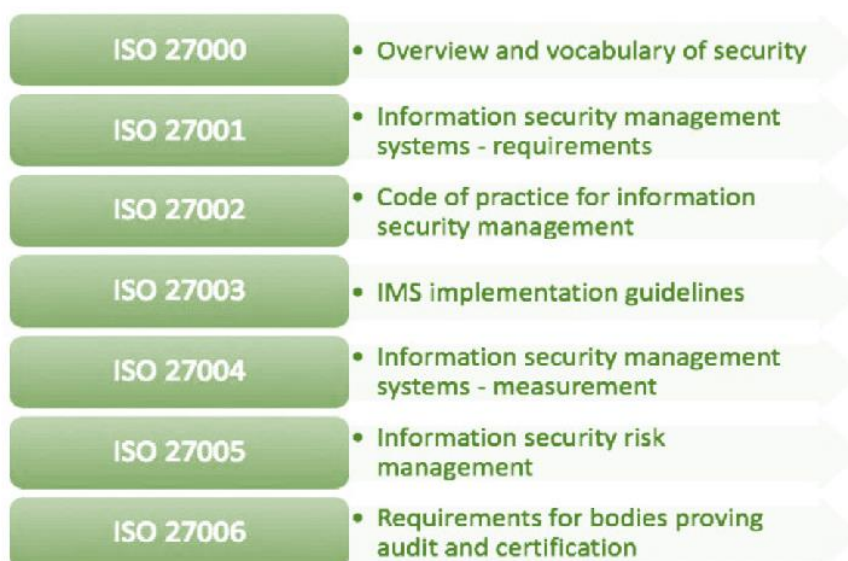 ISO 27000
• Overview and vocabulary of security
ISO 27001
• Information security management
systems - requirements
ISO 27002
• Code of practice for information
security management
ISO 27003
• IMS implementation guidelines
ISO 27004
• Information security management
systems - measurement
ISO 27005
• Information security risk
management
ISO 27006
• Requirements for bodies proving
audit and certification